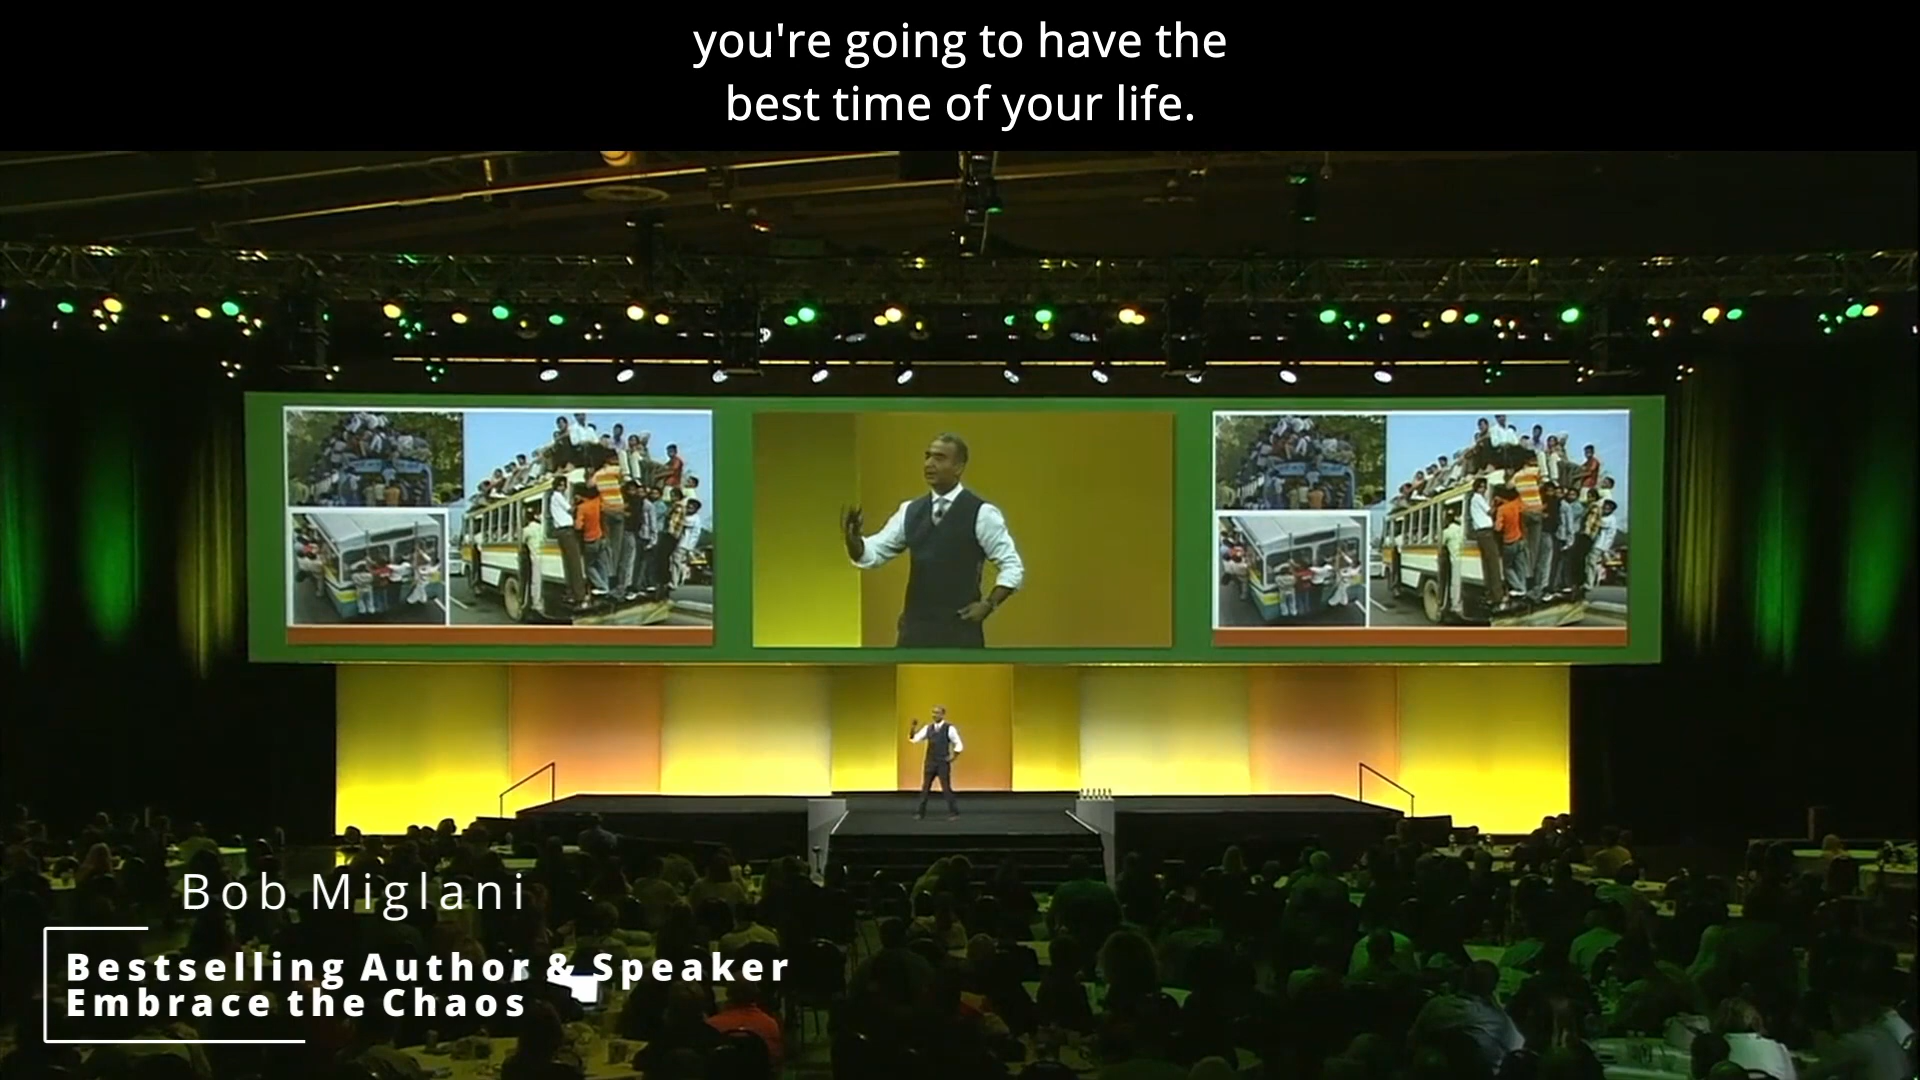 you're going to have the
best time of your life.
Bob Miglani
Bestselling Author & Speaker
Embrace the Chaos